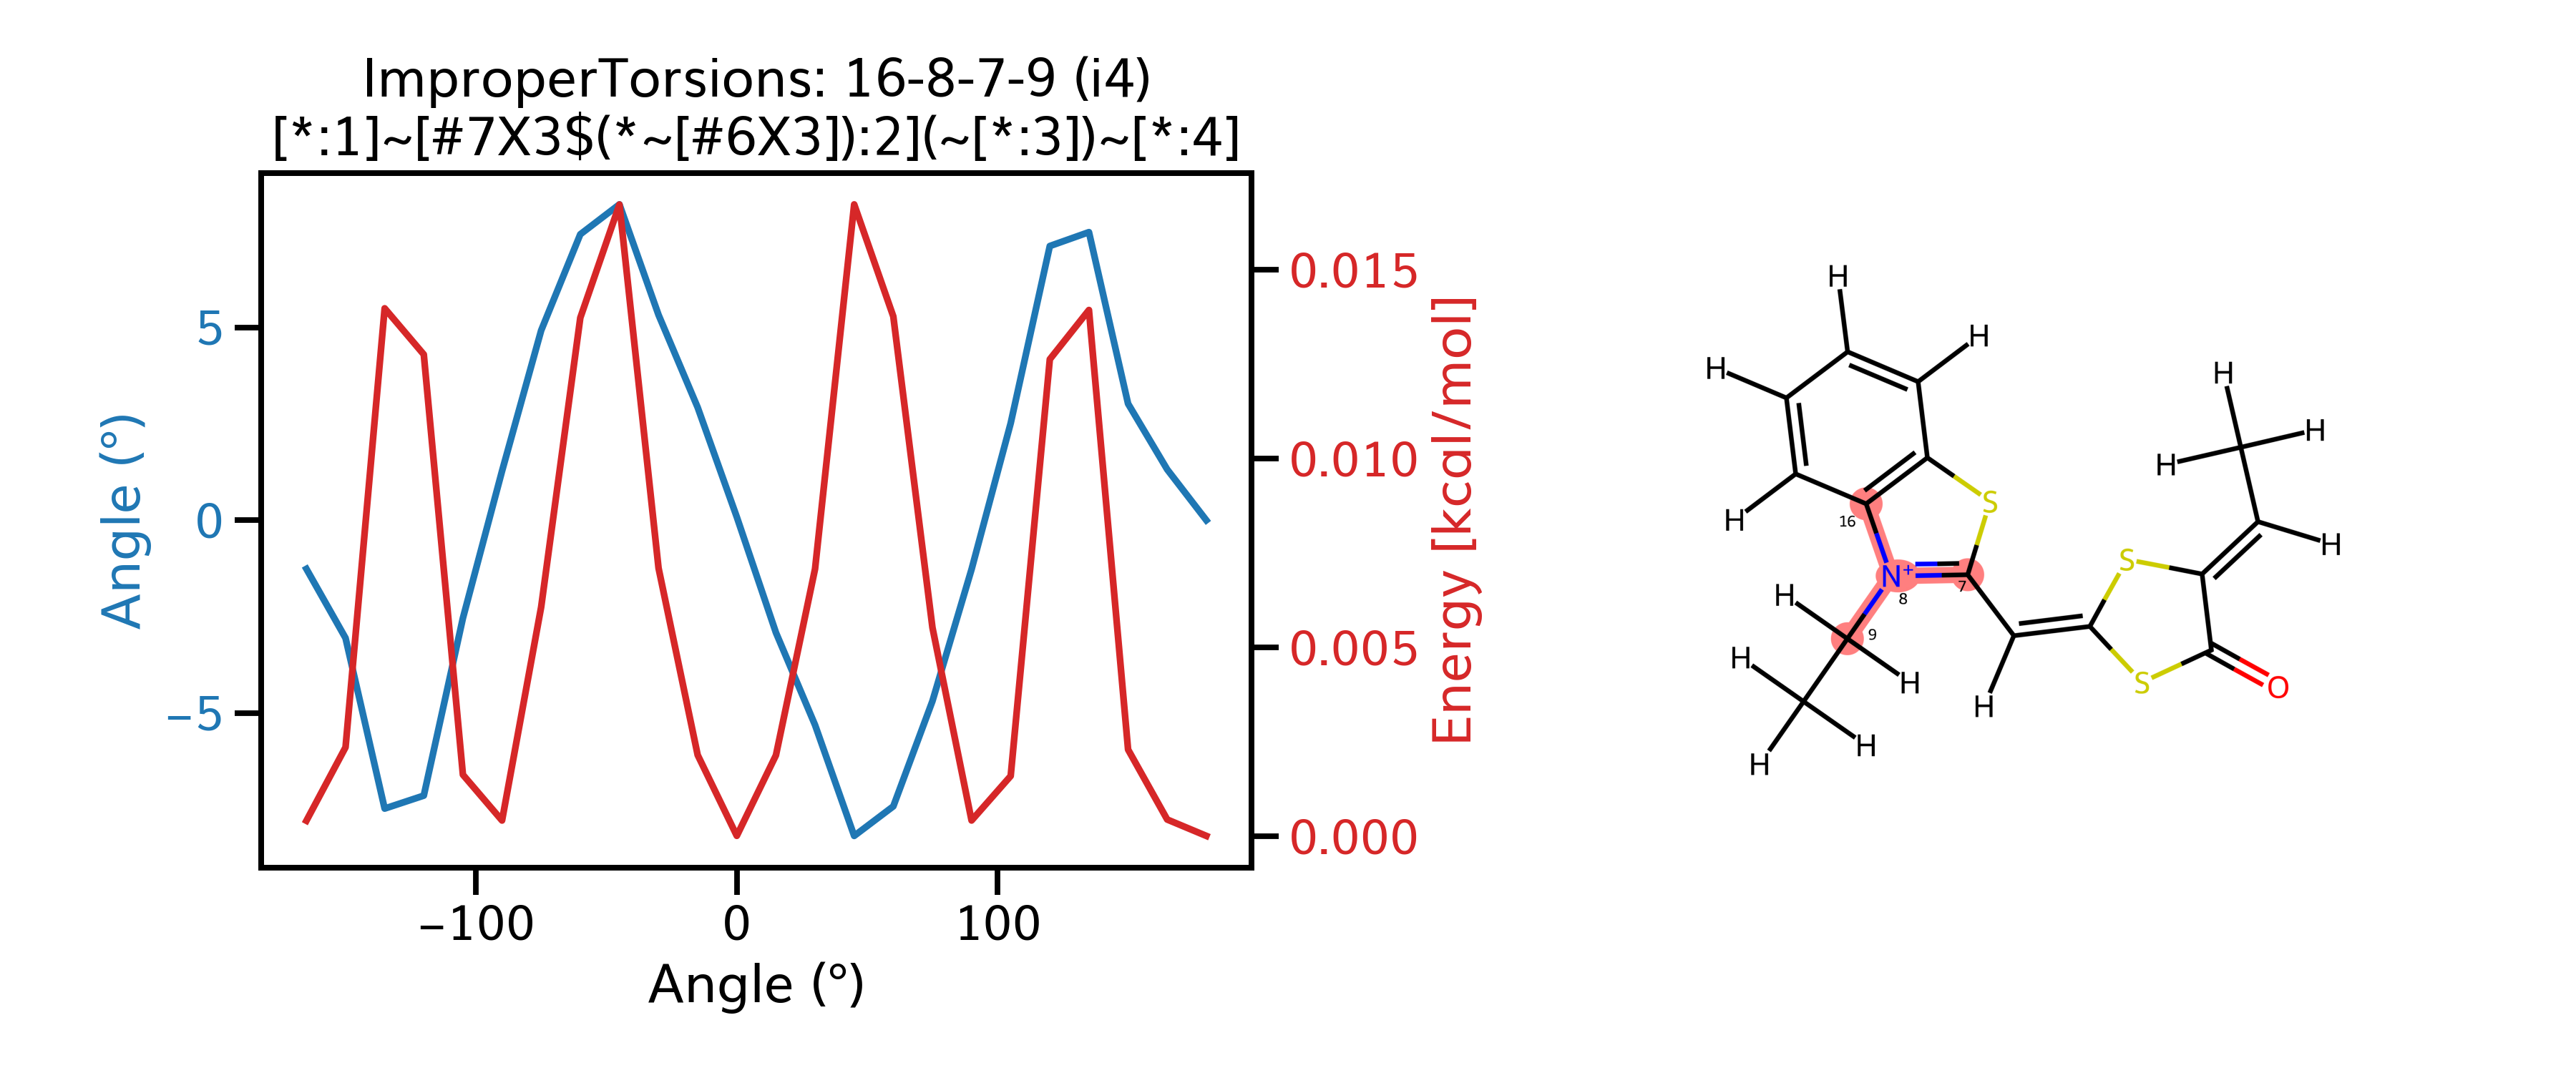 ImproperTorsions: 16-8-7-9 (i4)
[*:1]~[#7X3$(*~[#6X3]):2](~[*:3])~[*:4]
Angle (°)
5
0
−5
−100
0
100
Angle (°)
0.015
0.010
0.005
0.000
Energy [kcal/mol]
H
H
H
H
S
16
N+
8
7
H
9
H
H
H
H
H
H
S
S
O
H
H
H
H